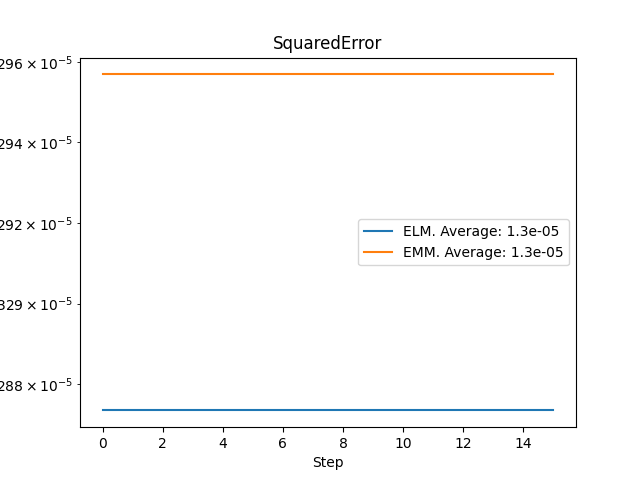 SquaredError
296 × 10⁻⁵
294 × 10⁻⁵
292 × 10⁻⁵
329 × 10⁻⁵
288 × 10⁻⁵
ELM. Average: 1.3e-05
EMM. Average: 1.3e-05
0 2 4 6 8 10 12 14
Step